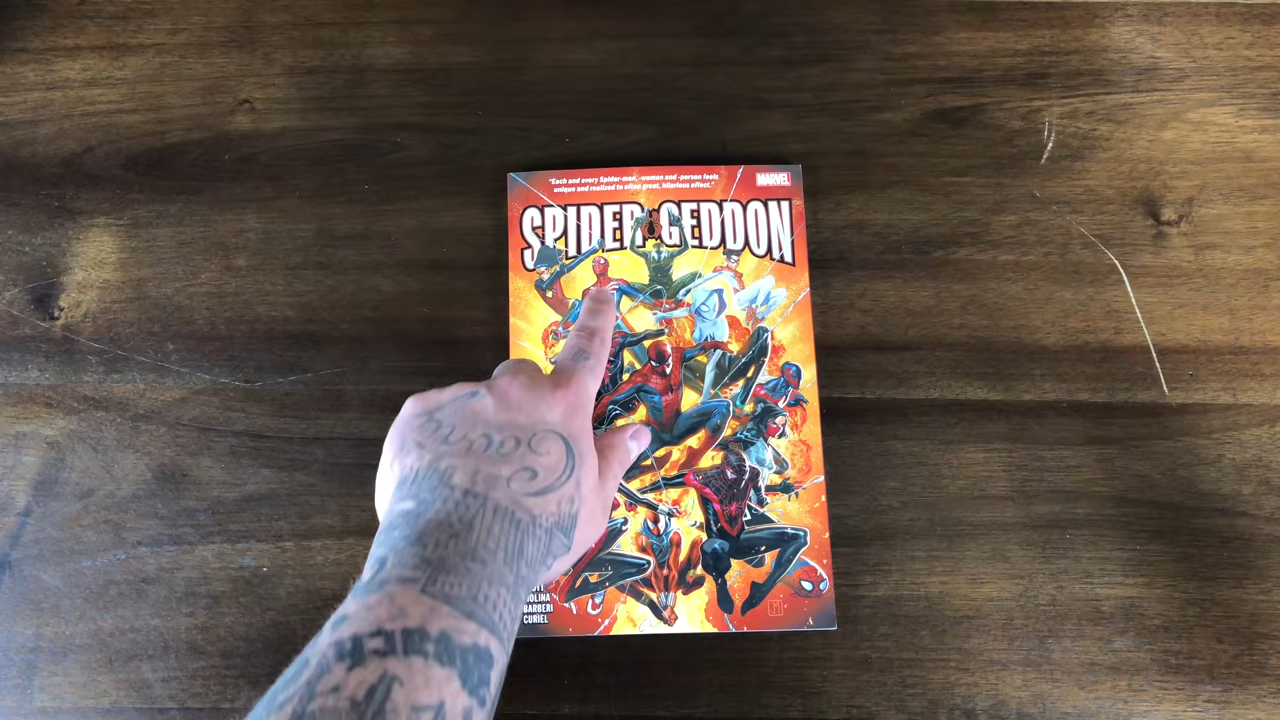 "Each and every Spider-man, -woman and -person feels
unique and realized to often great, hilarious effect."
MARVEL
SPIDER-GEDDON
BARBERI
CURIEL